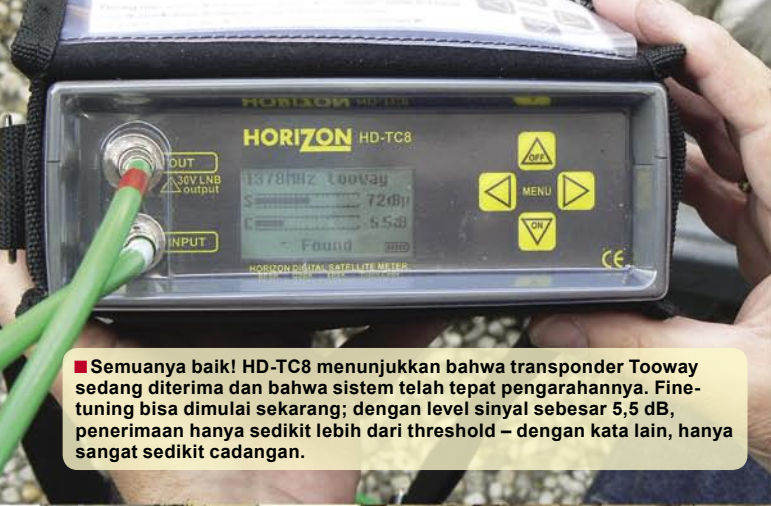 HORIZON HD-TC8
OUT
30V LNB
output
INPUT
OFF
MENU
ON
1378MHz tooway
S 72dBµ
C 5.5dB
- Found
HORIZON DIGITAL SATELLITE METER
CE
Semuanya baik! HD-TC8 menunjukkan bahwa transponder Tooway
sedang diterima dan bahwa sistem telah tepat pengarahannya. Fine-
tuning bisa dimulai sekarang; dengan level sinyal sebesar 5,5 dB,
penerimaan hanya sedikit lebih dari threshold – dengan kata lain, hanya
sangat sedikit cadangan.